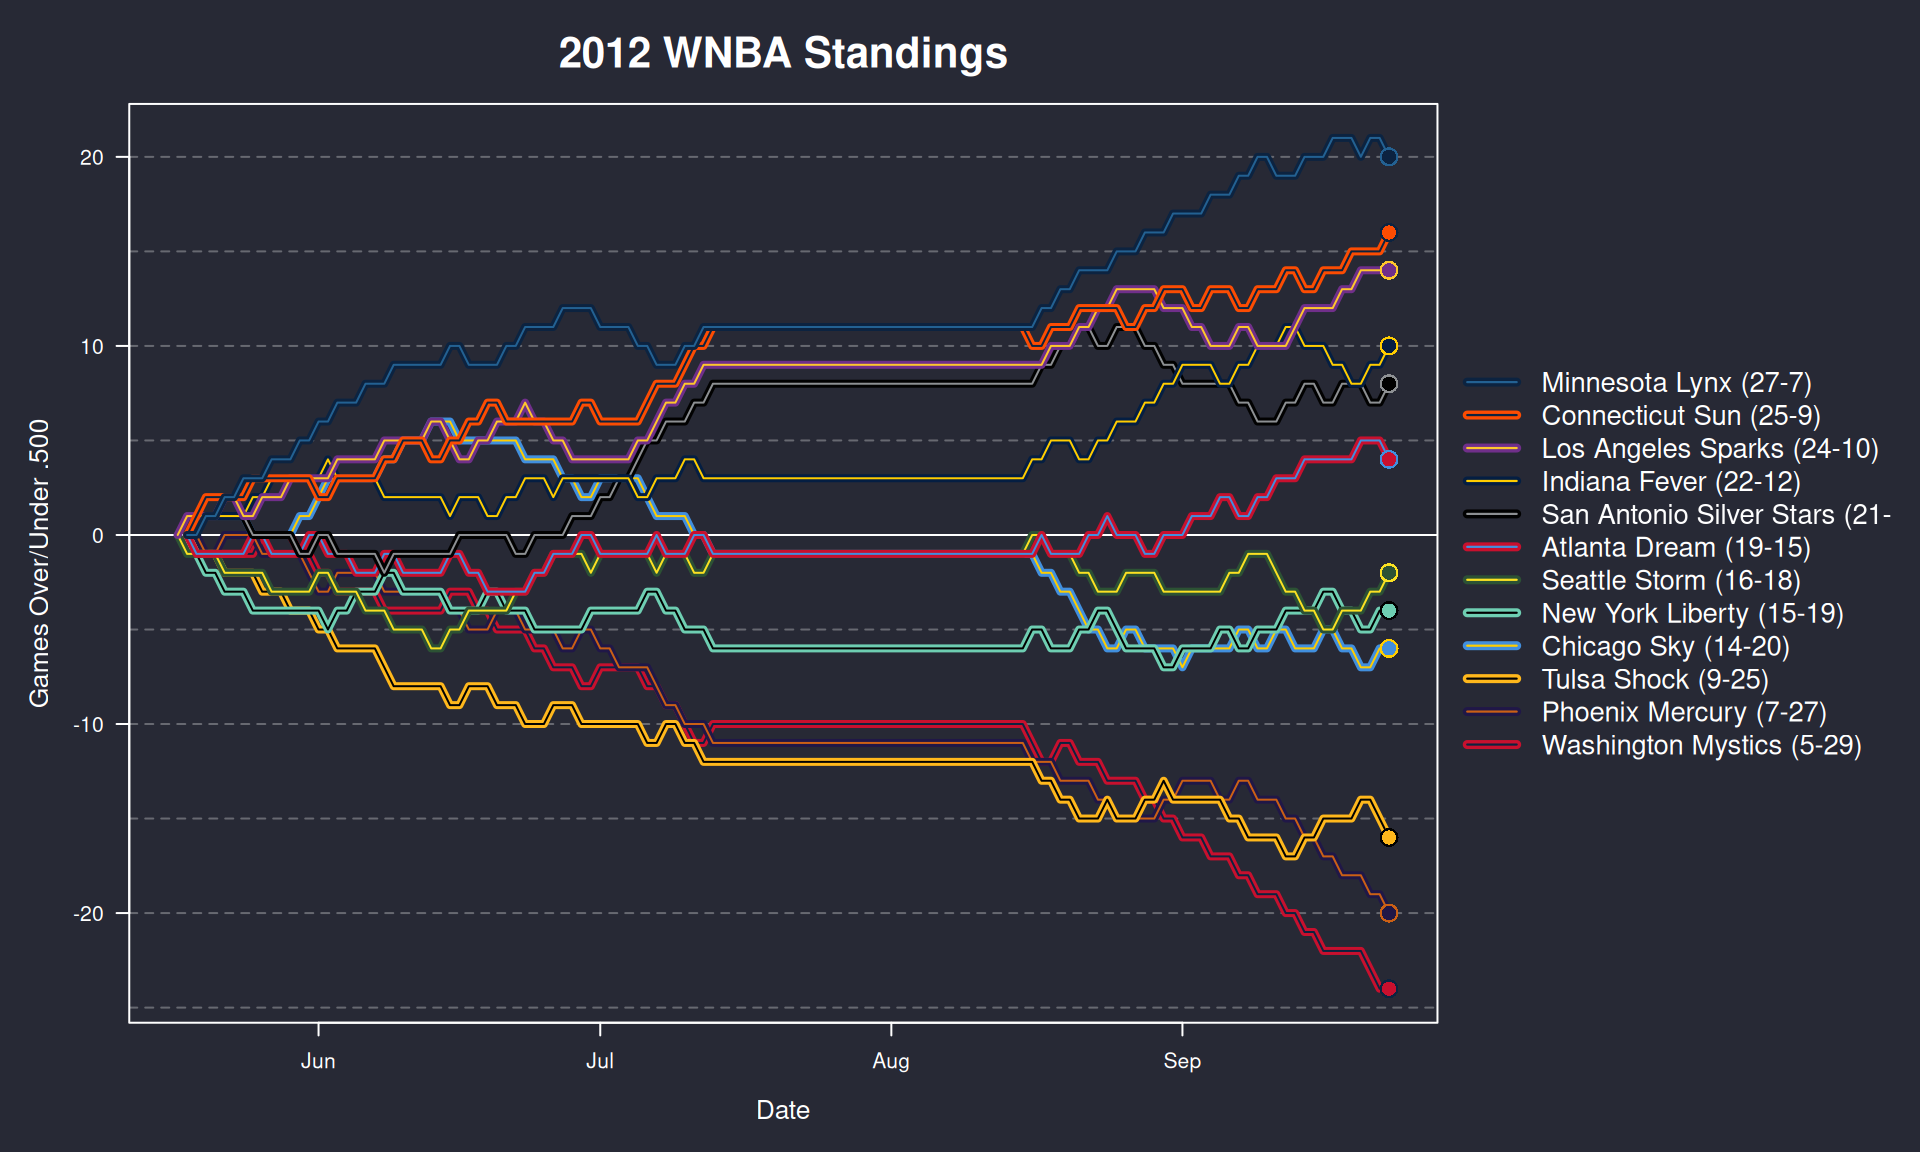 2012 WNBA Standings
Games Over/Under .500
20
10
0
-10
-20
Jun
Jul
Aug
Sep
Date
Minnesota Lynx (27-7)
Connecticut Sun (25-9)
Los Angeles Sparks (24-10)
Indiana Fever (22-12)
San Antonio Silver Stars (21-
Atlanta Dream (19-15)
Seattle Storm (16-18)
New York Liberty (15-19)
Chicago Sky (14-20)
Tulsa Shock (9-25)
Phoenix Mercury (7-27)
Washington Mystics (5-29)